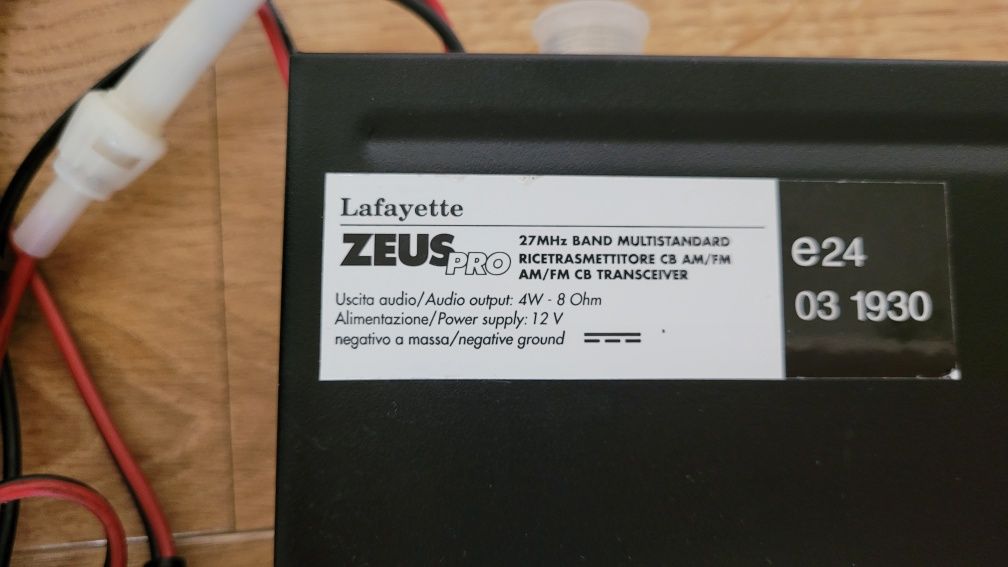 Lafayette
ZEUS PRO
27MHz BAND MULTISTANDARD
RICETRASMETTITORE CB AM/FM
AM/FM CB TRANSCEIVER
Uscita audio/Audio output: 4W - 8 Ohm
Alimentazione/Power supply: 12 V
negativo a massa/negative ground
e24
03 1930